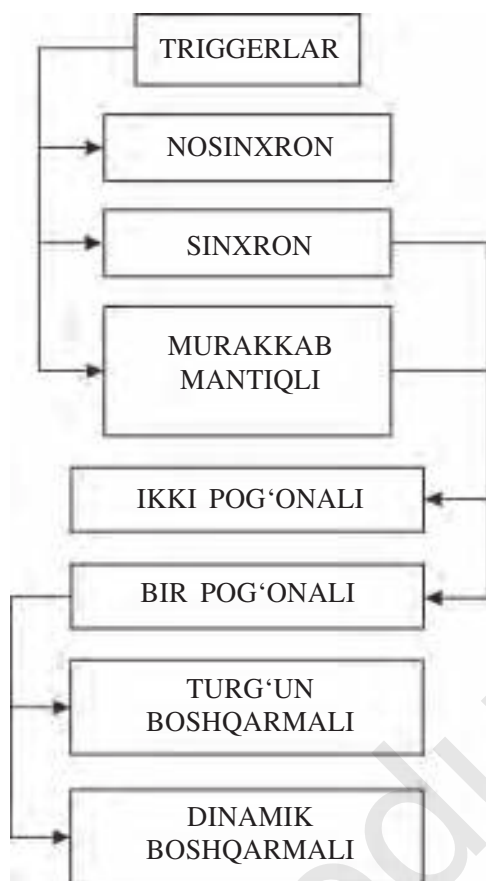 TRIGGERLAR
NOSINXRON
SINXRON
MURAKKAB
MANTIQLI
IKKI POG‘ONALI
BIR POG‘ONALI
TURG‘UN
BOSHQARMALI
DINAMIK
BOSHQARMALI